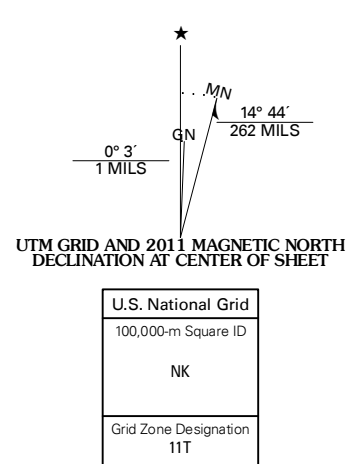 ★
MN
14° 44´
262 MILS
GN
0° 3´
1 MILS
UTM GRID AND 2011 MAGNETIC NORTH
DECLINATION AT CENTER OF SHEET
U.S. National Grid
100,000-m Square ID
NK
Grid Zone Designation
11T